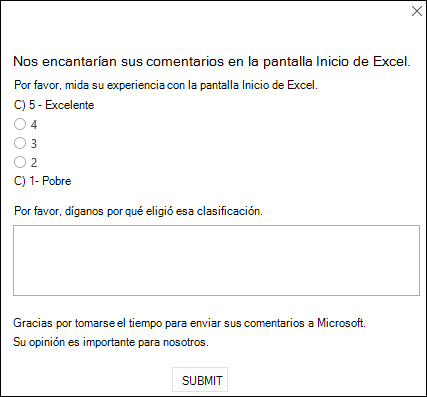 Nos encantarían sus comentarios en la pantalla Inicio de Excel.
Por favor, mida su experiencia con la pantalla Inicio de Excel.
C) 5 - Excelente
4
3
2
C) 1- Pobre
Por favor, díganos por qué eligió esa clasificación.
Gracias por tomarse el tiempo para enviar sus comentarios a Microsoft.
Su opinión es importante para nosotros.
SUBMIT